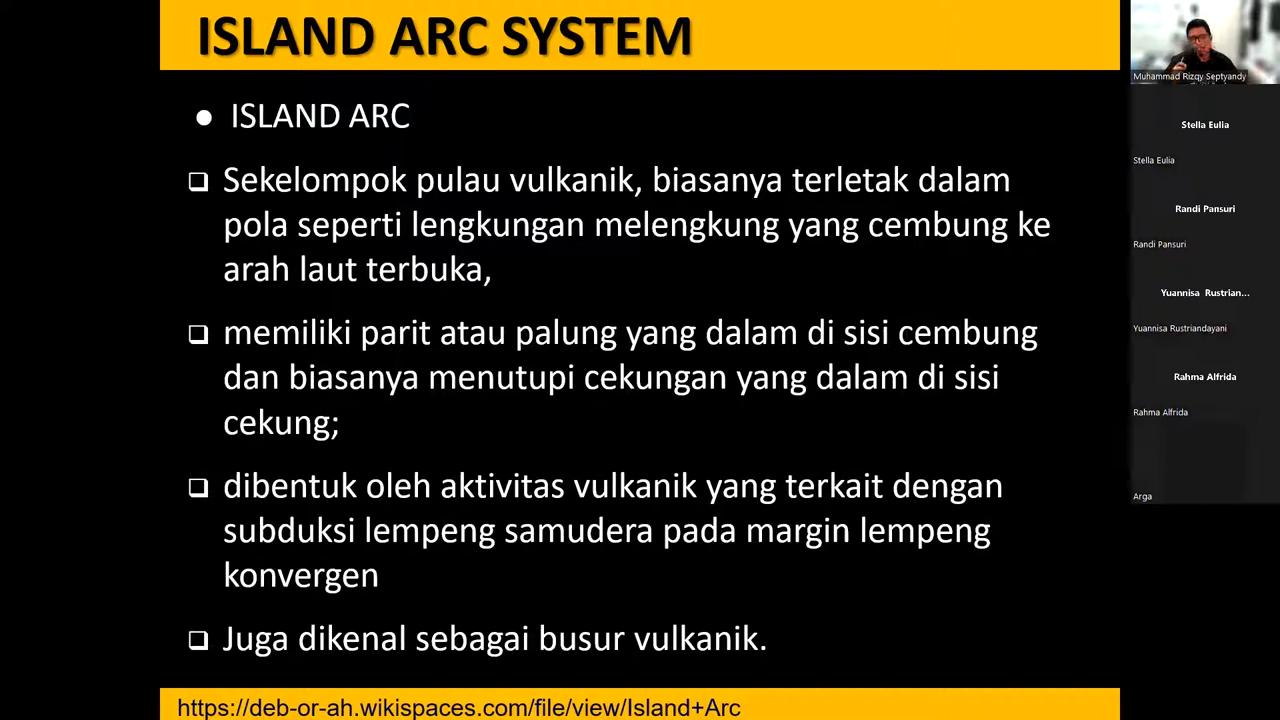 ISLAND ARC SYSTEM
● ISLAND ARC
❑ Sekelompok pulau vulkanik, biasanya terletak dalam
pola seperti lengkungan melengkung yang cembung ke
arah laut terbuka,
❑ memiliki parit atau palung yang dalam di sisi cembung
dan biasanya menutupi cekungan yang dalam di sisi
cekung;
❑ dibentuk oleh aktivitas vulkanik yang terkait dengan
subduksi lempeng samudera pada margin lempeng
konvergen
❑ Juga dikenal sebagai busur vulkanik.
https://deb-or-ah.wikispaces.com/file/view/Island+Arc
Muhammad Rizqy Septyandy
Stella Eulia
Stella Eulia
Randi Pansuri
Randi Pansuri
Yuannisa Rustrian...
Yuannisa Rustriandayani
Rahma Alfrida
Rahma Alfrida
Arga